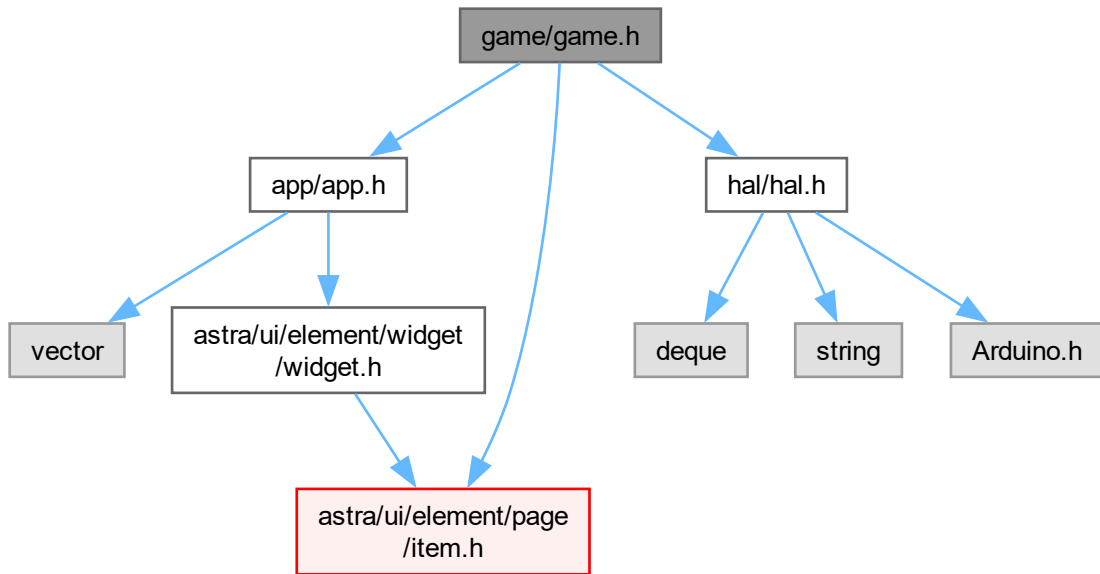 game/game.h
app/app.h
hal/hal.h
vector
astra/ui/element/widget
/widget.h
deque
string
Arduino.h
astra/ui/element/page
/item.h